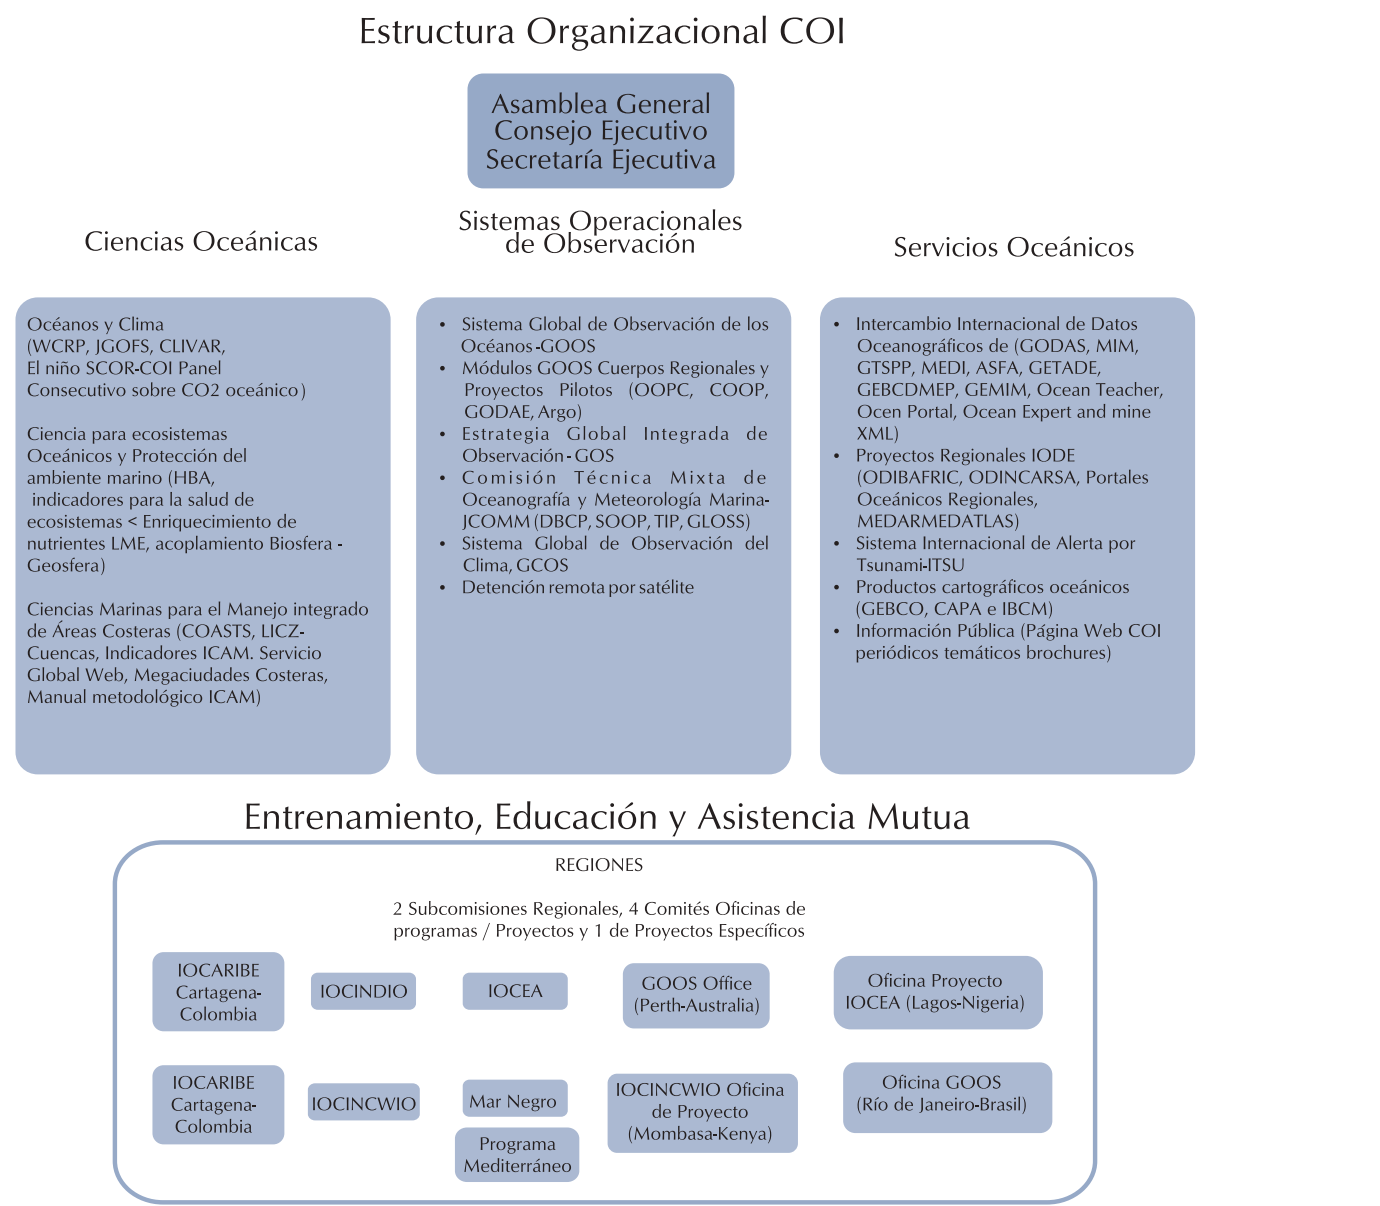 Estructura Organizacional COI
Asamblea General
Consejo Ejecutivo
Secretaría Ejecutiva
Ciencias Oceánicas
Sistemas Operacionales
de Observación
Servicios Oceánicos
Océanos y Clima
(WCRP, JGOFS, CLIVAR,
El niño SCOR-COI Panel
Consecutivo sobre CO2 oceánico)
Ciencia para ecosistemas
Oceánicos y Protección del
ambiente marino (HBA,
indicadores para la salud de
ecosistemas < Enriquecimiento de
nutrientes LME, acoplamiento Biosfera -
Geosfera)
Ciencias Marinas para el Manejo integrado
de Áreas Costeras (COASTS, LICZ-
Cuencas, Indicadores ICAM. Servicio
Global Web, Megaciudades Costeras,
Manual metodológico ICAM)
• Sistema Global de Observación de los
Océanos-GOOS
• Módulos GOOS Cuerpos Regionales y
Proyectos Pilotos (OOPC, COOP,
GODAE, Argo)
• Estrategia Global Integrada de
Observación- GOS
• Comisión Técnica Mixta de
Oceanografía y Meteorología Marina-
JCOMM (DBCP, SOOP, TIP, GLOSS)
• Sistema Global de Observación del
Clima, GCOS
• Detención remota por satélite
• Intercambio Internacional de Datos
Oceanográficos de (GODAS, MIM,
GTSPP, MEDI, ASFA, GETADE,
GEBCDMEP, GEMIM, Ocean Teacher,
Ocen Portal, Ocean Expert and mine
XML)
• Proyectos Regionales IODE
(ODIBAFRIC, ODINCARSA, Portales
Oceánicos Regionales,
MEDARMEDATLAS)
• Sistema Internacional de Alerta por
Tsunami-ITSU
• Productos cartográficos oceánicos
(GEBCO, CAPA e IBCM)
• Información Pública (Página Web COI
periódicos temáticos brochures)
Entrenamiento, Educación y Asistencia Mutua
REGIONES
2 Subcomisiones Regionales, 4 Comités Oficinas de
programas / Proyectos y 1 de Proyectos Específicos
IOCARIBE
Cartagena-
Colombia
IOCINDIO
IOCEA
GOOS Office
(Perth-Australia)
Oficina Proyecto
IOCEA (Lagos-Nigeria)
IOCARIBE
Cartagena-
Colombia
IOCINCWIO
Mar Negro
Programa
Mediterráneo
IOCINCWIO Oficina
de Proyecto
(Mombasa-Kenya)
Oficina GOOS
(Río de Janeiro-Brasil)